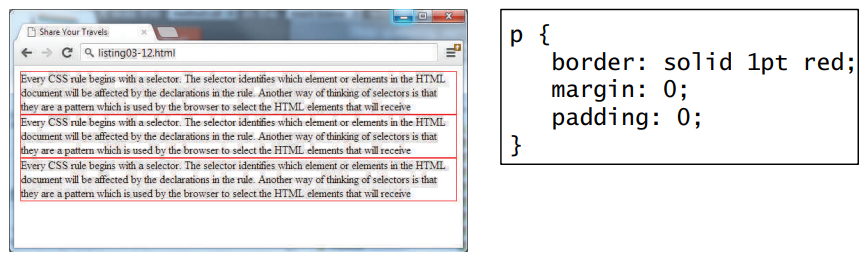 Share Your Travels
listing03-12.html
Every CSS rule begins with a selector. The selector identifies which element or elements in the HTML
document will be affected by the declarations in the rule. Another way of thinking of selectors is that
they are a pattern which is used by the browser to select the HTML elements that will receive
Every CSS rule begins with a selector. The selector identifies which element or elements in the HTML
document will be affected by the declarations in the rule. Another way of thinking of selectors is that
they are a pattern which is used by the browser to select the HTML elements that will receive
Every CSS rule begins with a selector. The selector identifies which element or elements in the HTML
document will be affected by the declarations in the rule. Another way of thinking of selectors is that
they are a pattern which is used by the browser to select the HTML elements that will receive
p {
border: solid 1pt red;
margin: 0;
padding: 0;
}